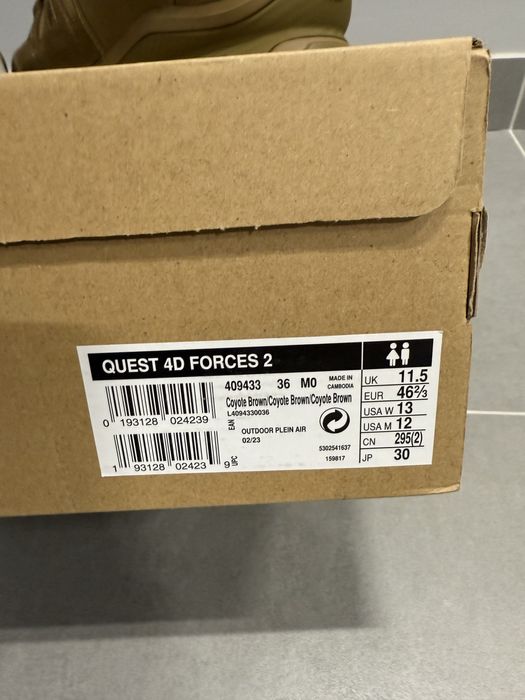 QUEST 4D FORCES 2
409433 36 M0 MADE IN CAMBODIA
Coyote Brown/Coyote Brown/Coyote Brown
L4094330036
0 193128 024239 EAN
OUTDOOR PLEIN AIR
02/23
5302541637
159817
1 93128 02423 9 UPC
UK 11.5
EUR 46⅔
USA W 13
USA M 12
CN 295(2)
JP 30